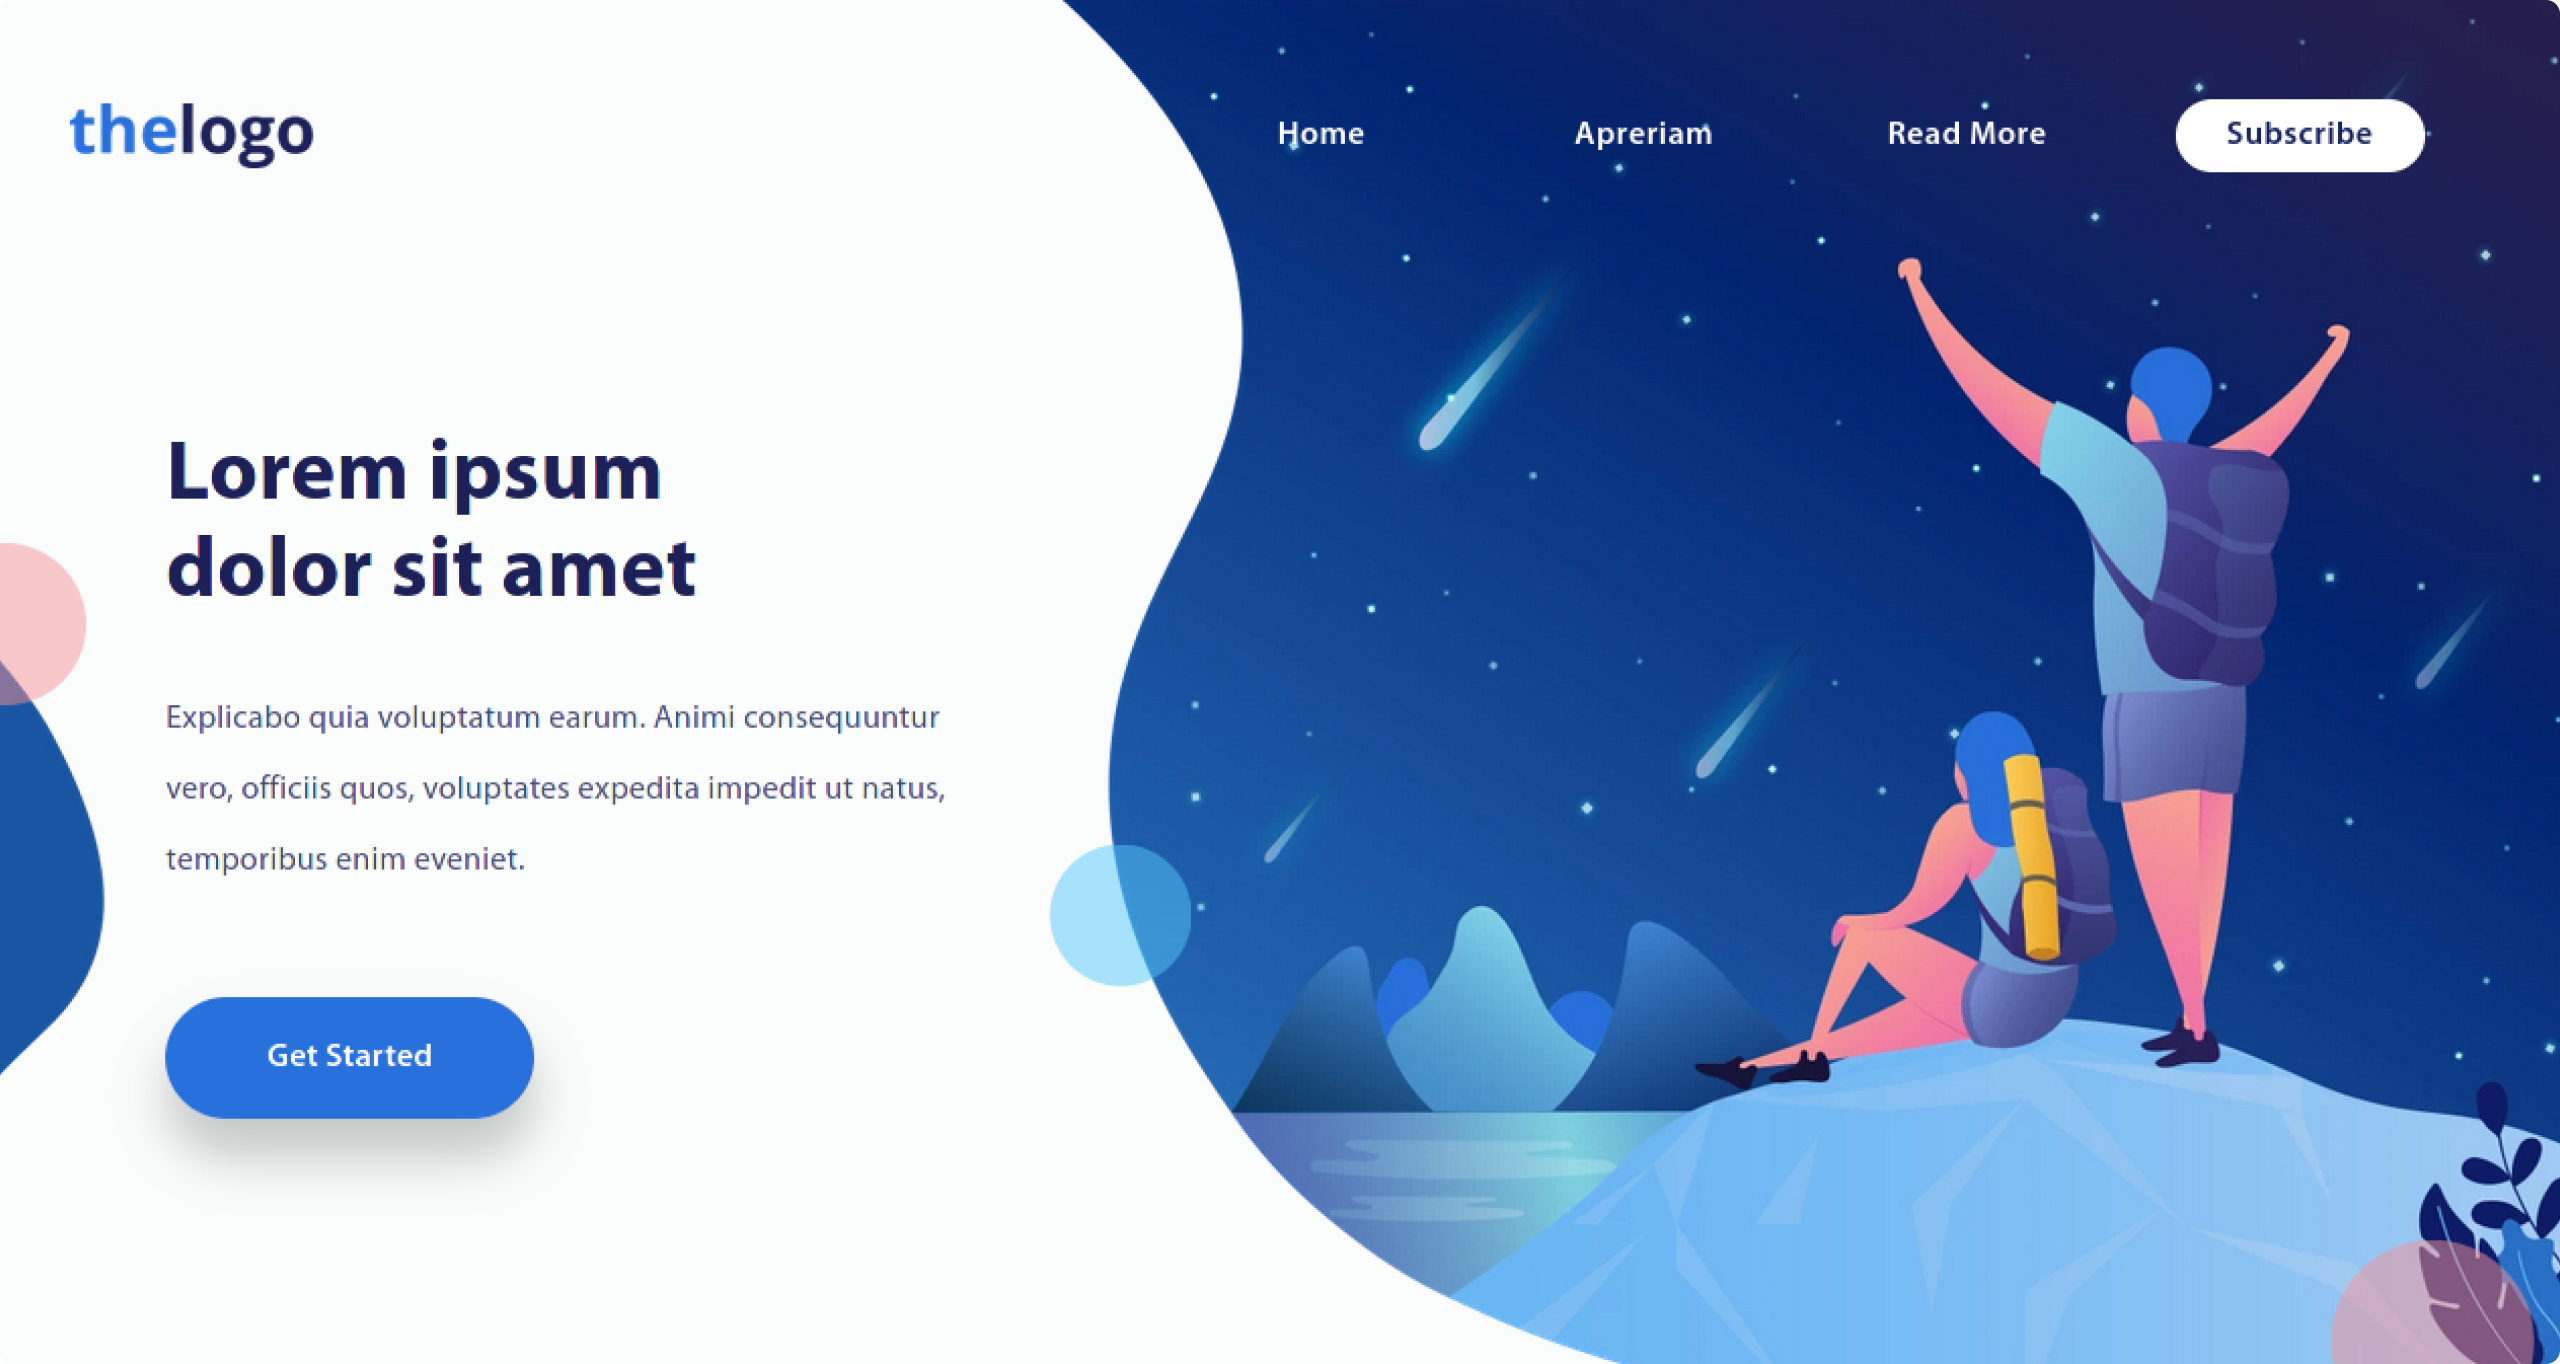 thelogo
Home
Apreriam
Read More
Subscribe
Lorem ipsum
dolor sit amet
Explicabo quia voluptatum earum. Animi consequuntur
vero, officiis quos, voluptates expedita impedit ut natus,
temporibus enim eveniet.
Get Started